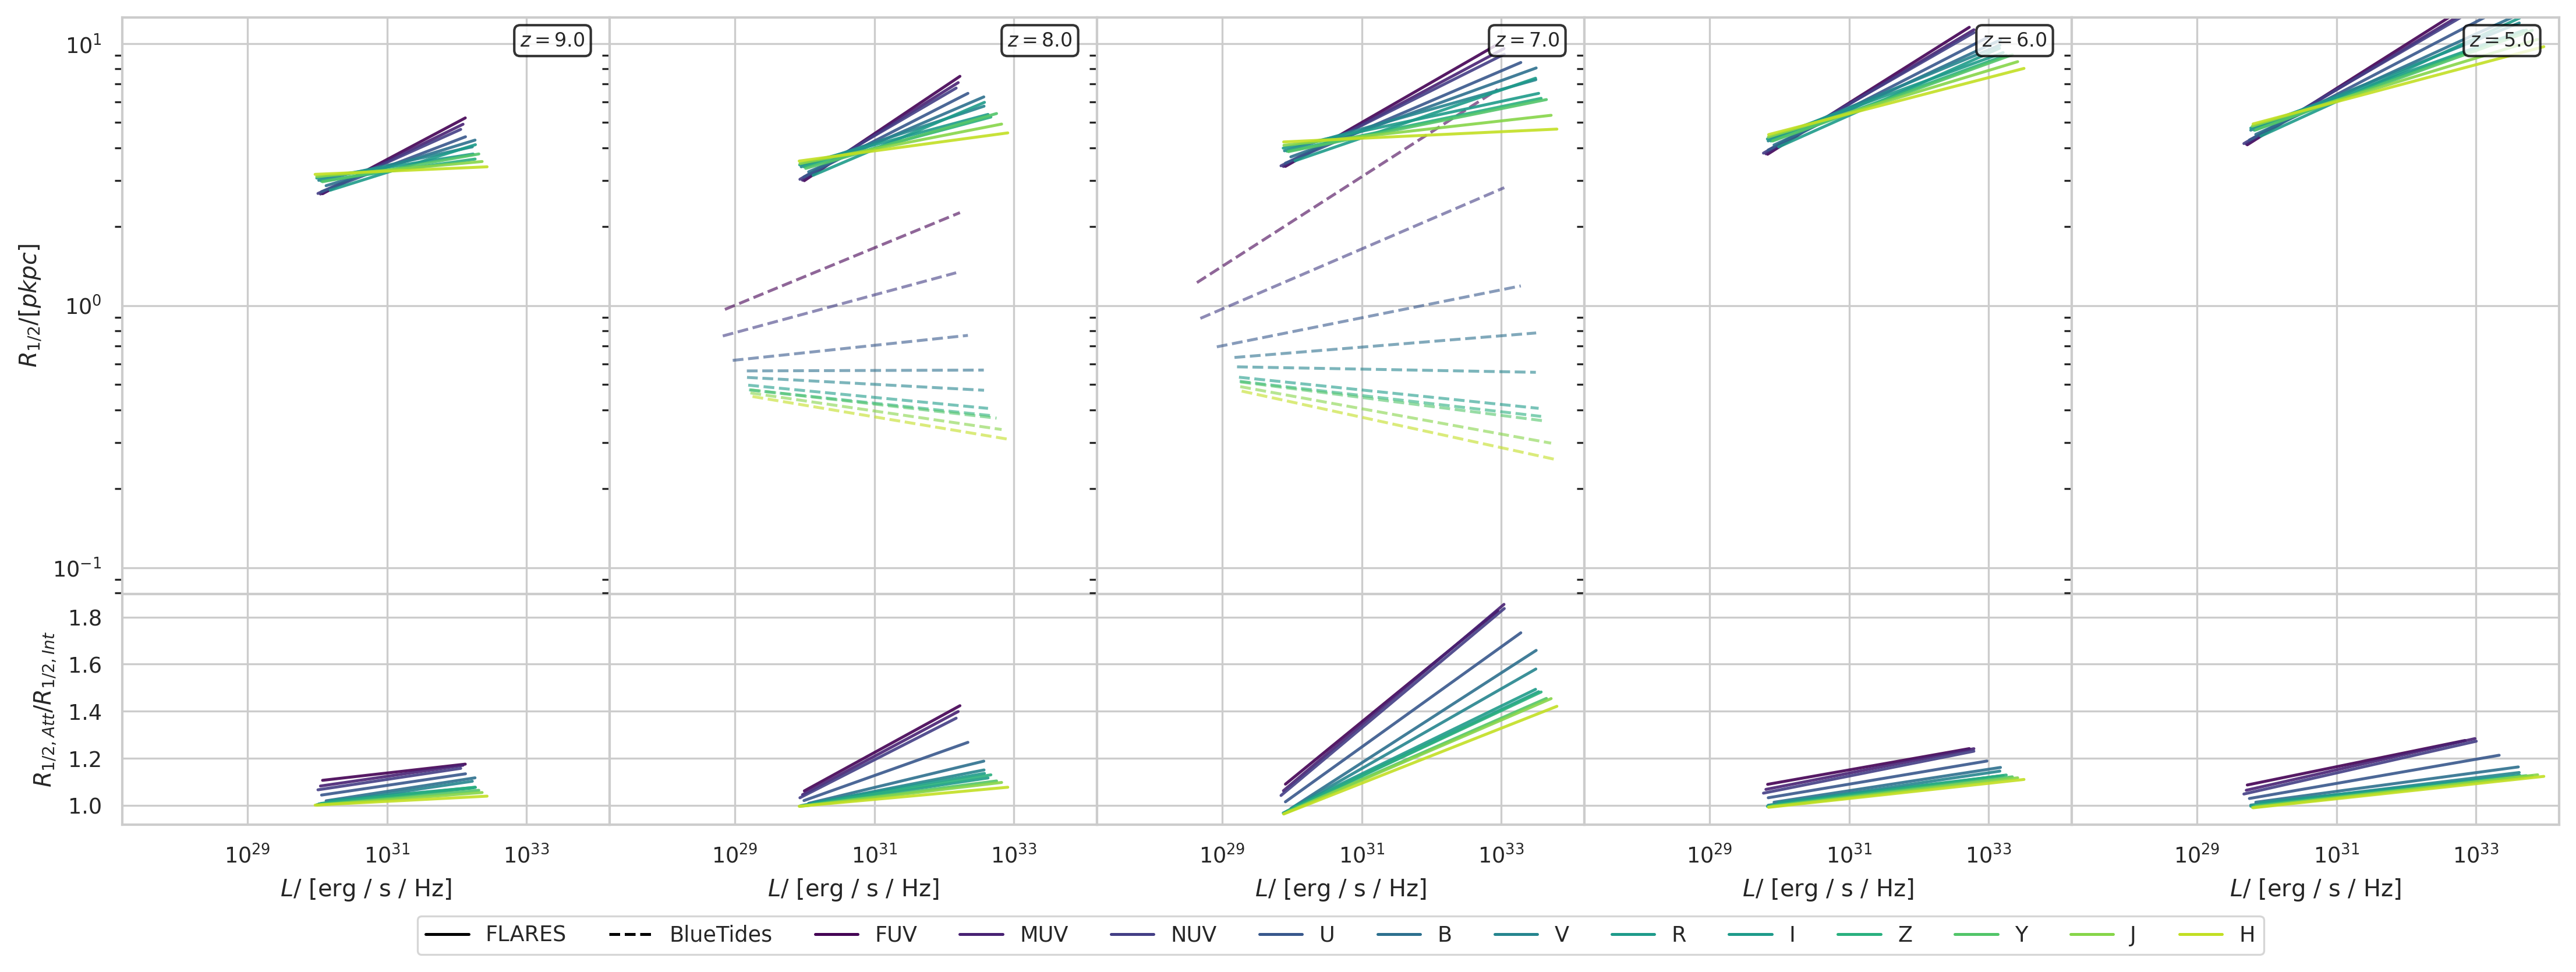 z = 9.0
z = 8.0
z = 7.0
z = 6.0
z = 5.0
R_{1/2}/[pkpc]
10^1
10^0
10^{-1}
R_{1/2, Att}/R_{1/2, Int}
1.8
1.6
1.4
1.2
1.0
10^{29} 10^{31} 10^{33} 10^{29} 10^{31} 10^{33} 10^{29} 10^{31} 10^{33} 10^{29} 10^{31} 10^{33} 10^{29} 10^{31} 10^{33}
L/ [erg / s / Hz] L/ [erg / s / Hz] L/ [erg / s / Hz] L/ [erg / s / Hz] L/ [erg / s / Hz]
FLARES BlueTides FUV MUV NUV U B V R I Z Y J H